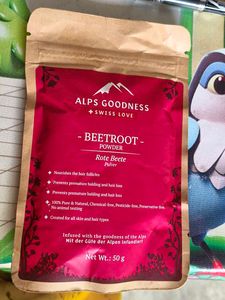 ALPS GOODNESS
+ SWISS LOVE
- BEETROOT -
POWDER
Rote Beete
Pulver
+ Nourishes the hair follicles
+ Prevents premature balding and hair loss
+ Prevents premature balding and hair loss
+ 100% Pure & Natural, Chemical-free, Pesticide-free, Preservative-free,
No animal testing
+ Created for all skin and hair types
Infused with the goodness of the Alps
Mit der Güte der Alpen infundiert
Net Wt.: 50 g